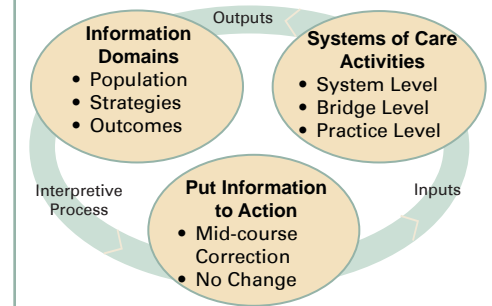 Outputs
Information
Domains
• Population
• Strategies
• Outcomes
Systems of Care
Activities
• System Level
• Bridge Level
• Practice Level
Interpretive
Process
Inputs
Put Information
to Action
• Mid-course
Correction
• No Change